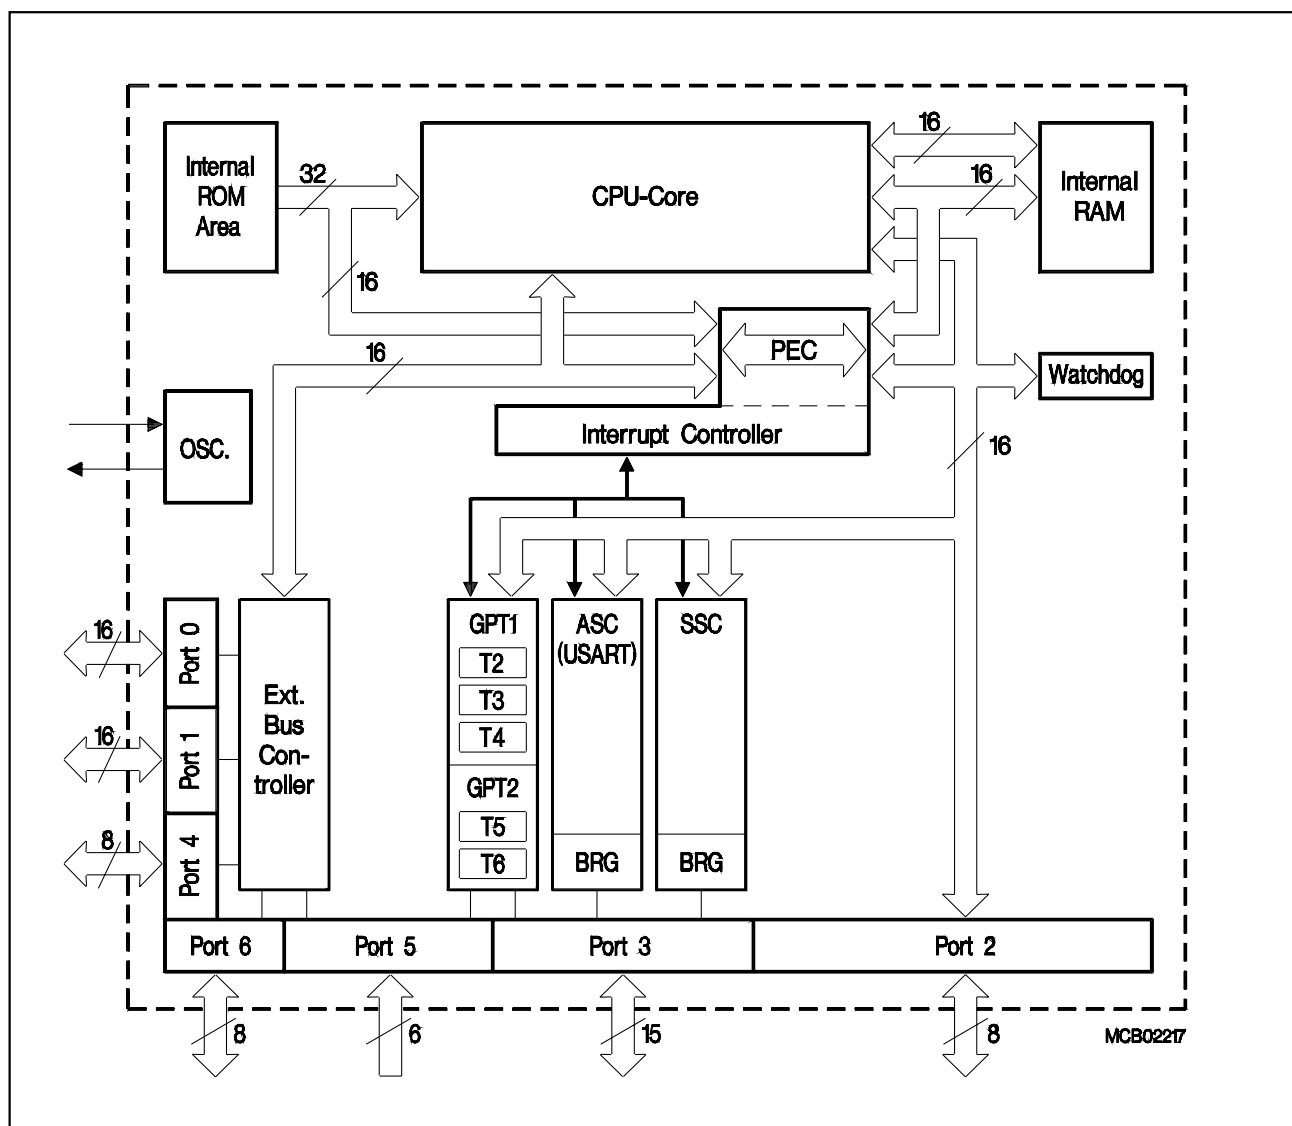 Internal
ROM
Area
32
CPU-Core
16
16
Internal
RAM
16
16
PEC
Watchdog
Interrupt Controller
16
OSC.
16
Port 0
16
Port 1
8
Port 4
Ext.
Bus
Con-
troller
GPT1
T2
T3
T4
GPT2
T5
T6
ASC
(USART)
BRG
SSC
BRG
Port 6
Port 5
Port 3
Port 2
8
6
15
8
MCB02217